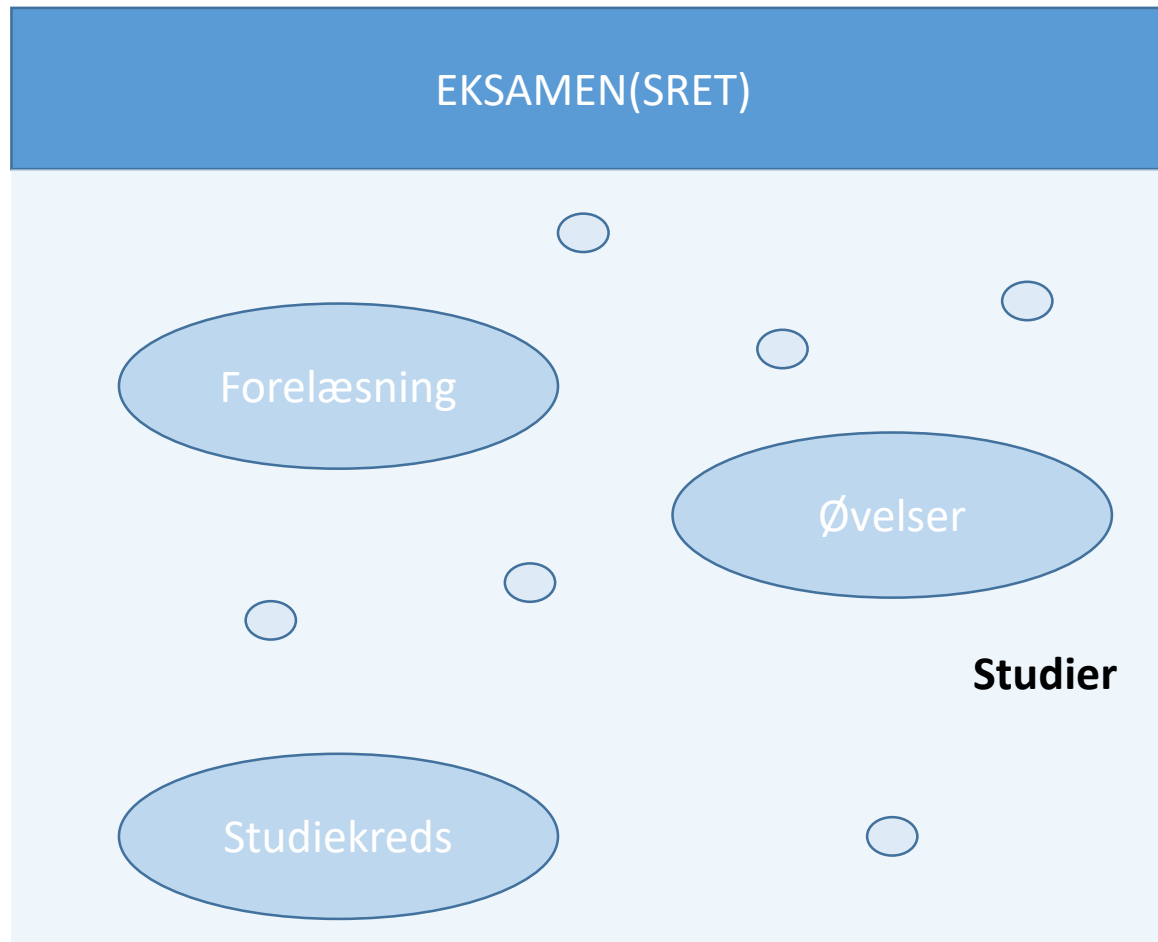 EKSAMEN(SRET)
Forelæsning
Øvelser
Studier
Studiekreds